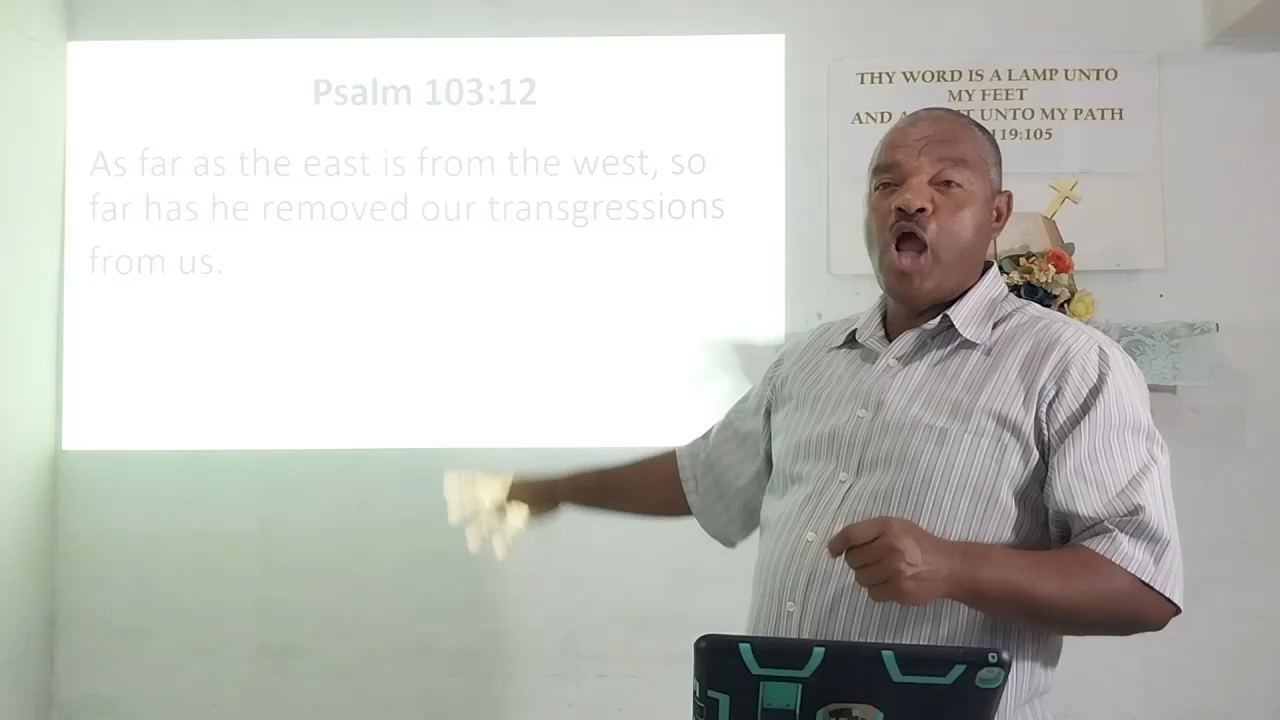 Psalm 103:12
As far as the east is from the west, so
far has he removed our transgressions
from us.
THY WORD IS A LAMP UNTO
MY FEET
AND A UNTO MY PATH
119:105